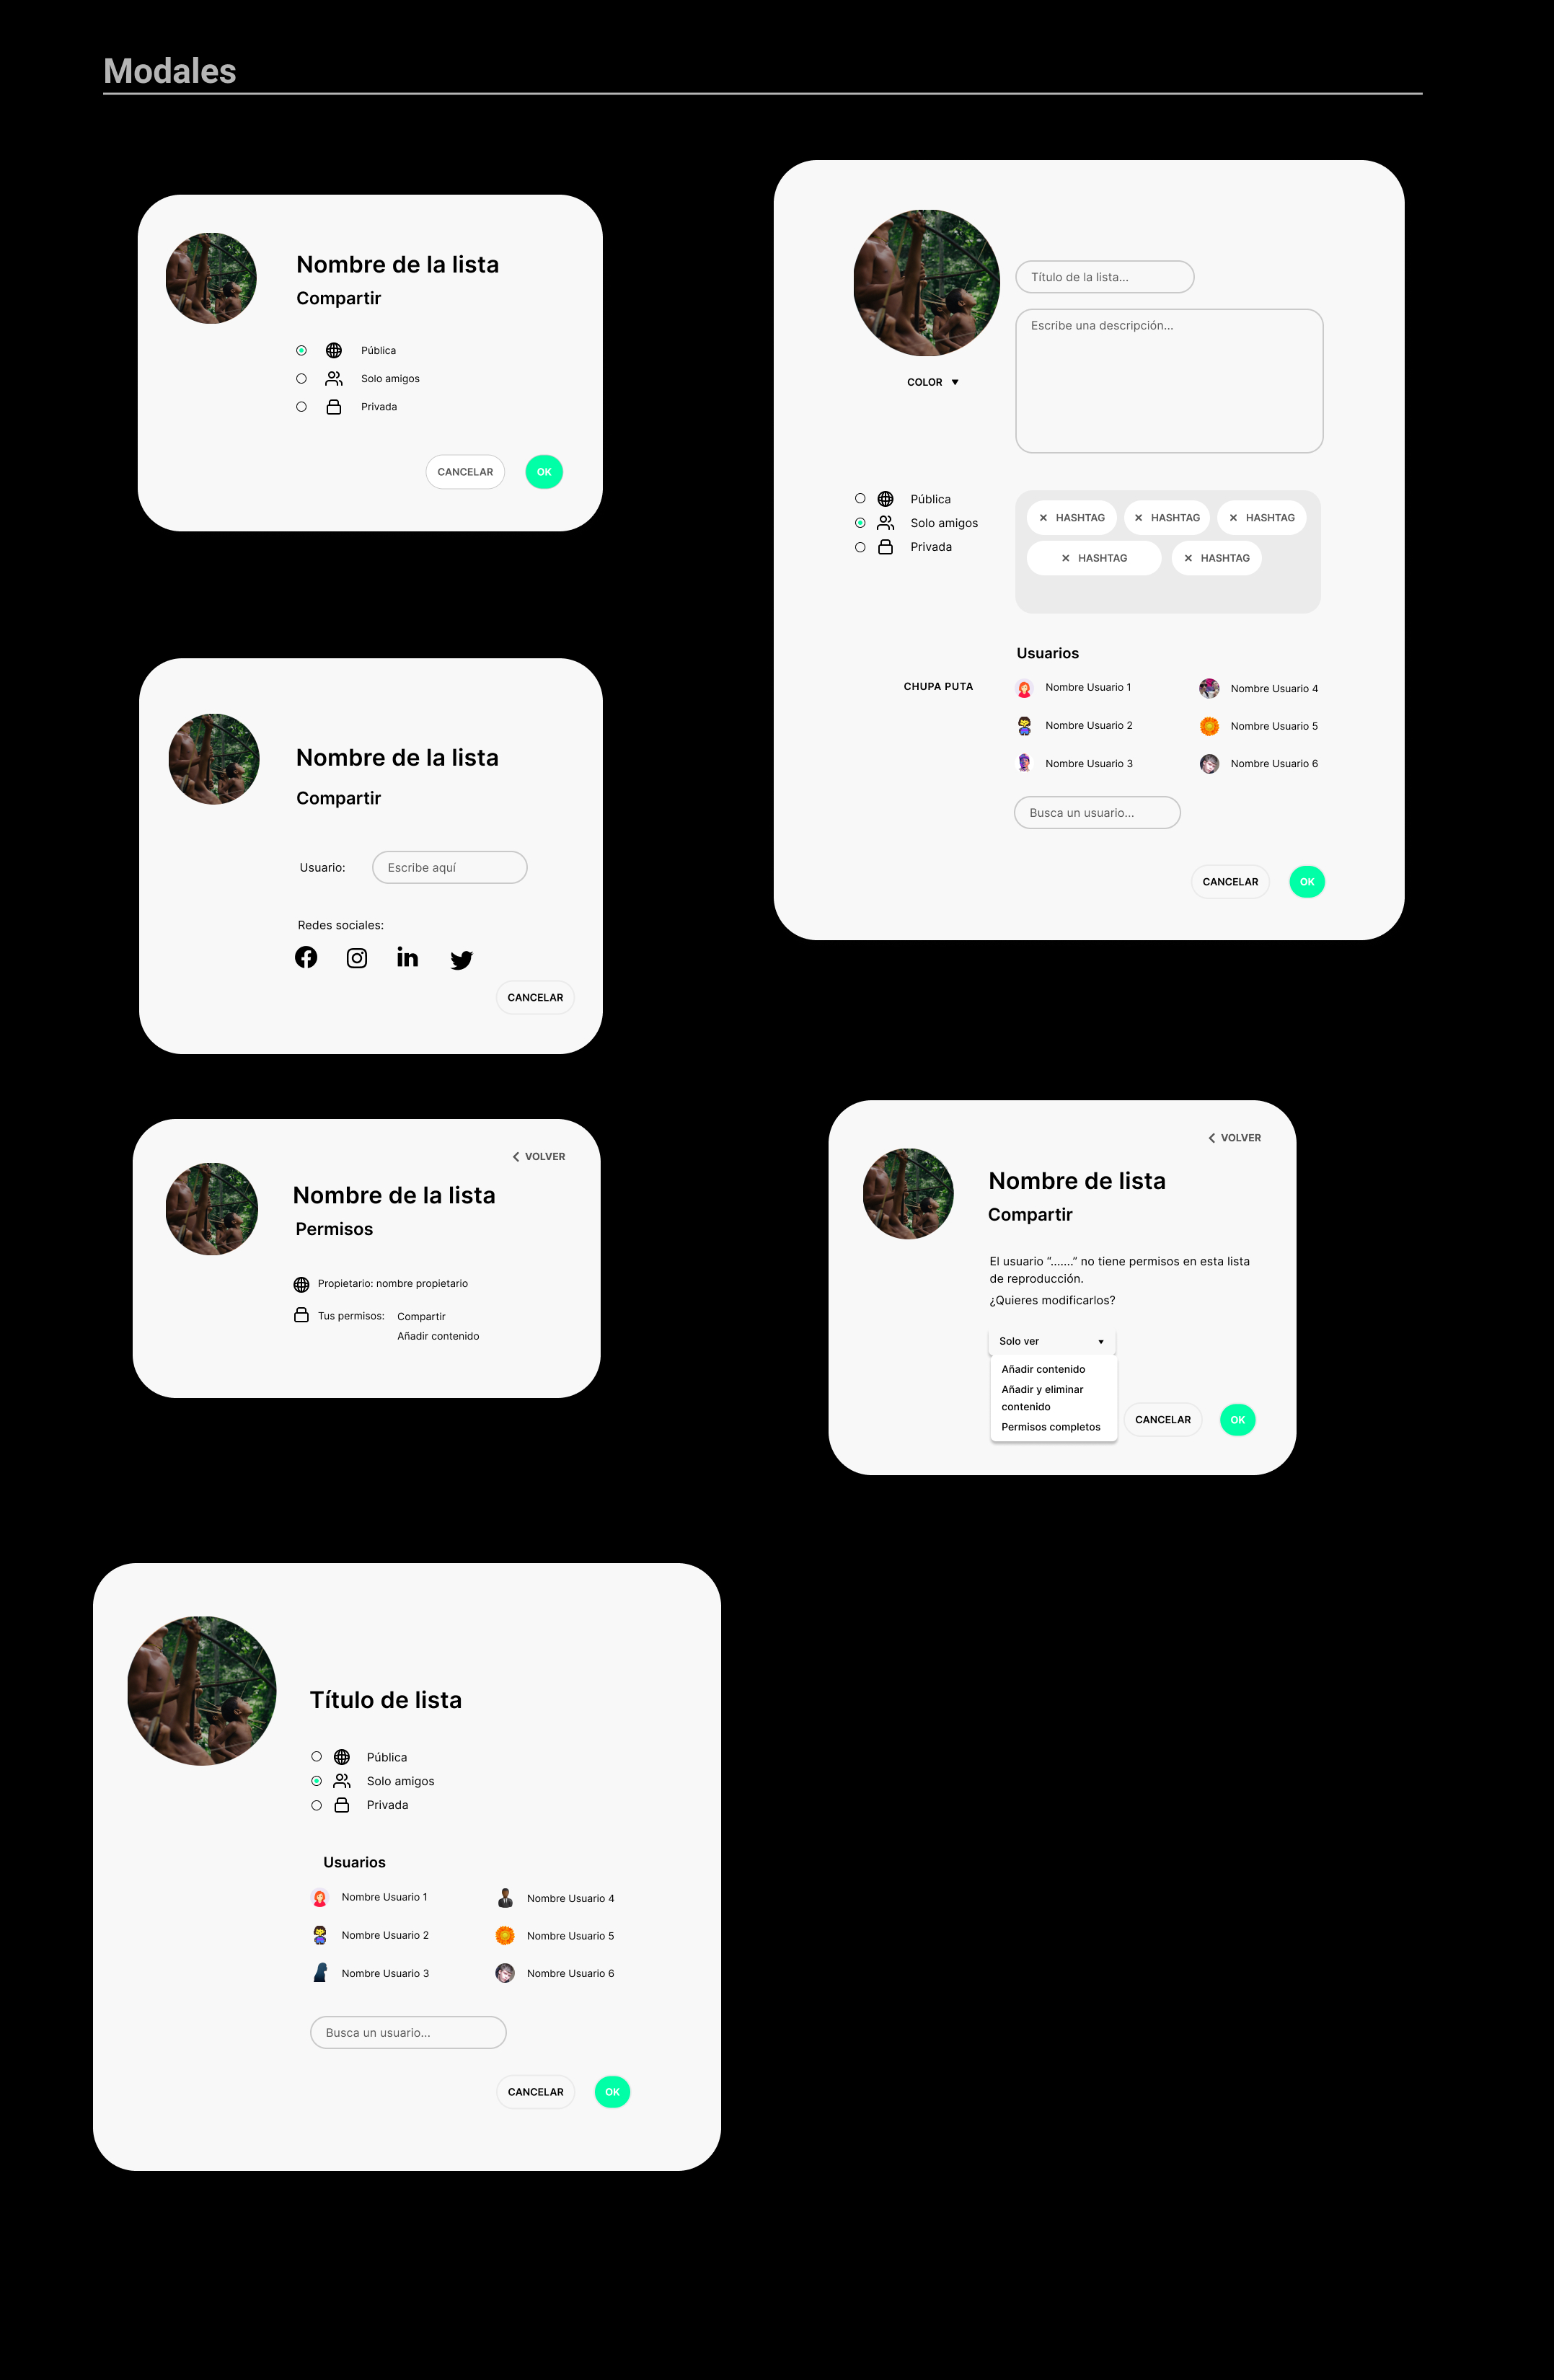 Modales
Nombre de la lista
Compartir
Pública
Solo amigos
Privada
CANCELAR
OK
Título de la lista...
Escribe una descripción...
COLOR
Pública
Solo amigos
Privada
HASHTAG
HASHTAG
HASHTAG
HASHTAG
HASHTAG
Usuarios
CHUPA PUTA
Nombre Usuario 1
Nombre Usuario 4
Nombre Usuario 2
Nombre Usuario 5
Nombre Usuario 3
Nombre Usuario 6
Busca un usuario...
CANCELAR
OK
Nombre de la lista
Compartir
Usuario:
Escribe aquí
Redes sociales:
CANCELAR
VOLVER
Nombre de la lista
Permisos
Propietario: nombre propietario
Tus permisos:
Compartir
Añadir contenido
VOLVER
Nombre de lista
Compartir
El usuario “.......” no tiene permisos en esta lista
de reproducción.
¿Quieres modificarlos?
Solo ver
Añadir contenido
Añadir y eliminar
contenido
Permisos completos
CANCELAR
OK
Título de lista
Pública
Solo amigos
Privada
Usuarios
Nombre Usuario 1
Nombre Usuario 4
Nombre Usuario 2
Nombre Usuario 5
Nombre Usuario 3
Nombre Usuario 6
Busca un usuario...
CANCELAR
OK